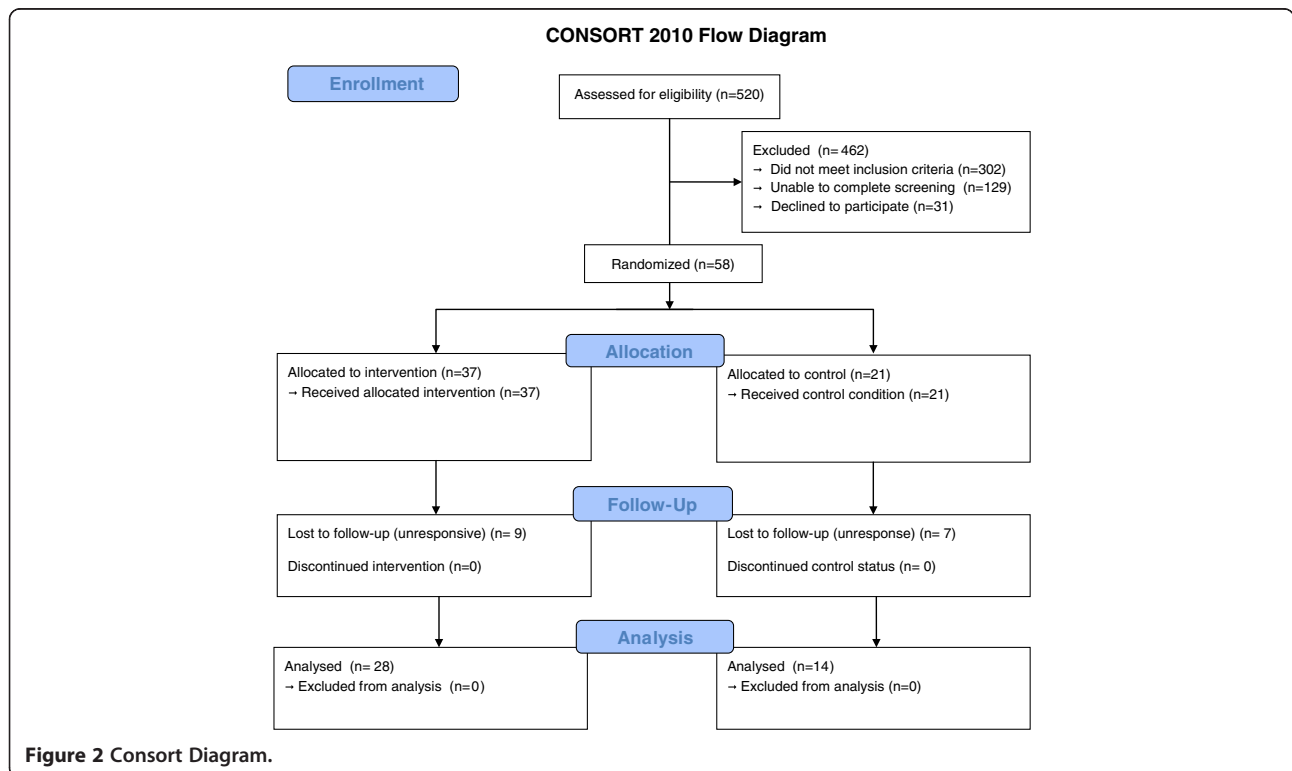 CONSORT 2010 Flow Diagram
Enrollment
Assessed for eligibility (n=520)
Excluded (n= 462)
→ Did not meet inclusion criteria (n=302)
→ Unable to complete screening (n=129)
→ Declined to participate (n=31)
Randomized (n=58)
Allocation
Allocated to intervention (n=37)
→ Received allocated intervention (n=37)
Allocated to control (n=21)
→ Received control condition (n=21)
Follow-Up
Lost to follow-up (unresponsive) (n= 9)
Discontinued intervention (n=0)
Lost to follow-up (unresponse) (n= 7)
Discontinued control status (n= 0)
Analysis
Analysed (n= 28)
→ Excluded from analysis (n=0)
Analysed (n=14)
→ Excluded from analysis (n=0)
Figure 2 Consort Diagram.